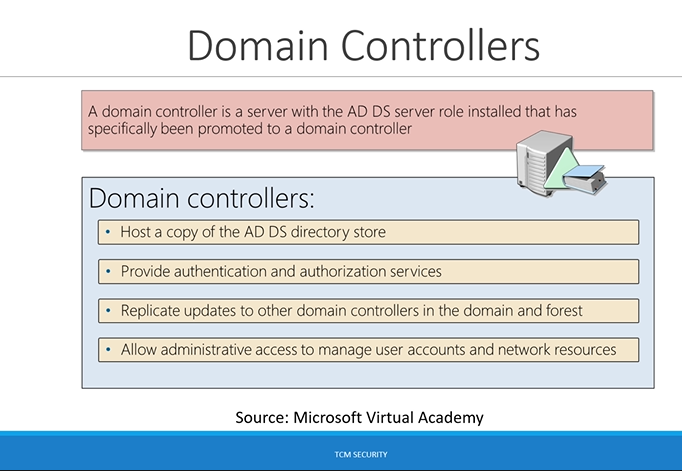 Domain Controllers
A domain controller is a server with the AD DS server role installed that has
specifically been promoted to a domain controller
Domain controllers:
• Host a copy of the AD DS directory store
• Provide authentication and authorization services
• Replicate updates to other domain controllers in the domain and forest
• Allow administrative access to manage user accounts and network resources
Source: Microsoft Virtual Academy
TCM SECURITY